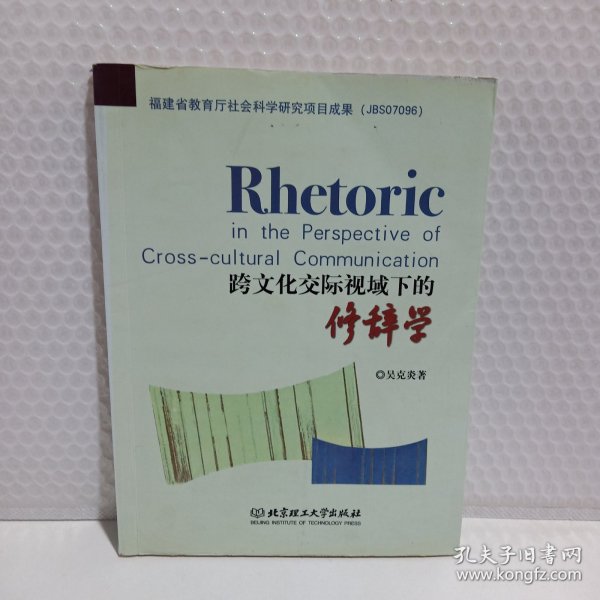 福建省教育厅社会科学研究项目成果（JBS07096）
Rhetoric
in the Perspective of
Cross-cultural Communication
跨文化交际视域下的
修辞学
◎吴克炎著
北京理工大学出版社
BEIJING INSTITUTE OF TECHNOLOGY PRESS
孔夫子旧书网
www.kongfz.com